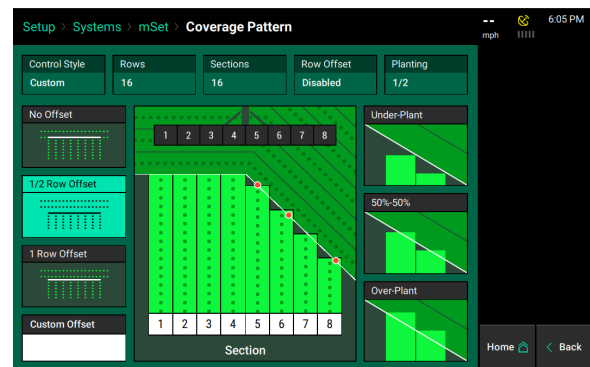 Setup > Systems > mSet > Coverage Pattern
-- 6:05 PM
mph
Control Style Rows Sections Row Offset Planting
Custom 16 16 Disabled 1/2
No Offset
1/2 Row Offset
1 Row Offset
Custom Offset
1 2 3 4 5 6 7 8
1 2 3 4 5 6 7 8
Section
Under-Plant
50%-50%
Over-Plant
Home < Back